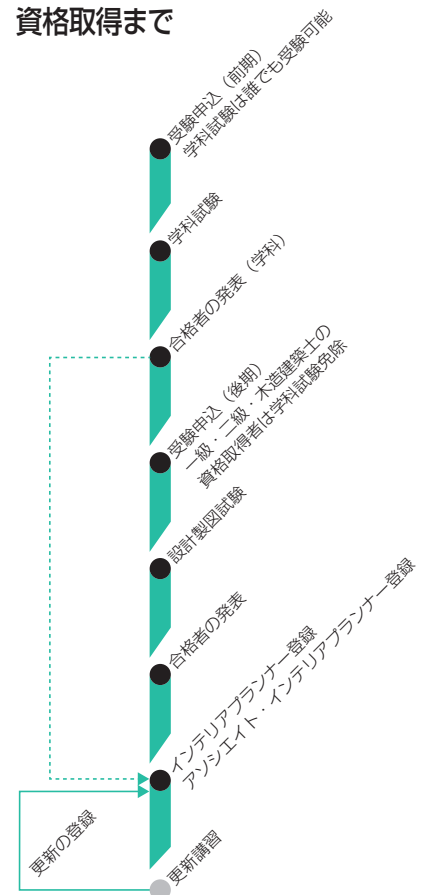 資格取得まで
受験申込（前期）
学科試験は誰でも受験可能
学科試験
合格者の発表（学科）
受験申込（後期）
一級・二級・木造建築士の
資格取得者は学科試験免除
設計製図試験
合格者の発表
インテリアプランナー登録
アソシエイト・インテリアプランナー登録
更新の登録
更新講習